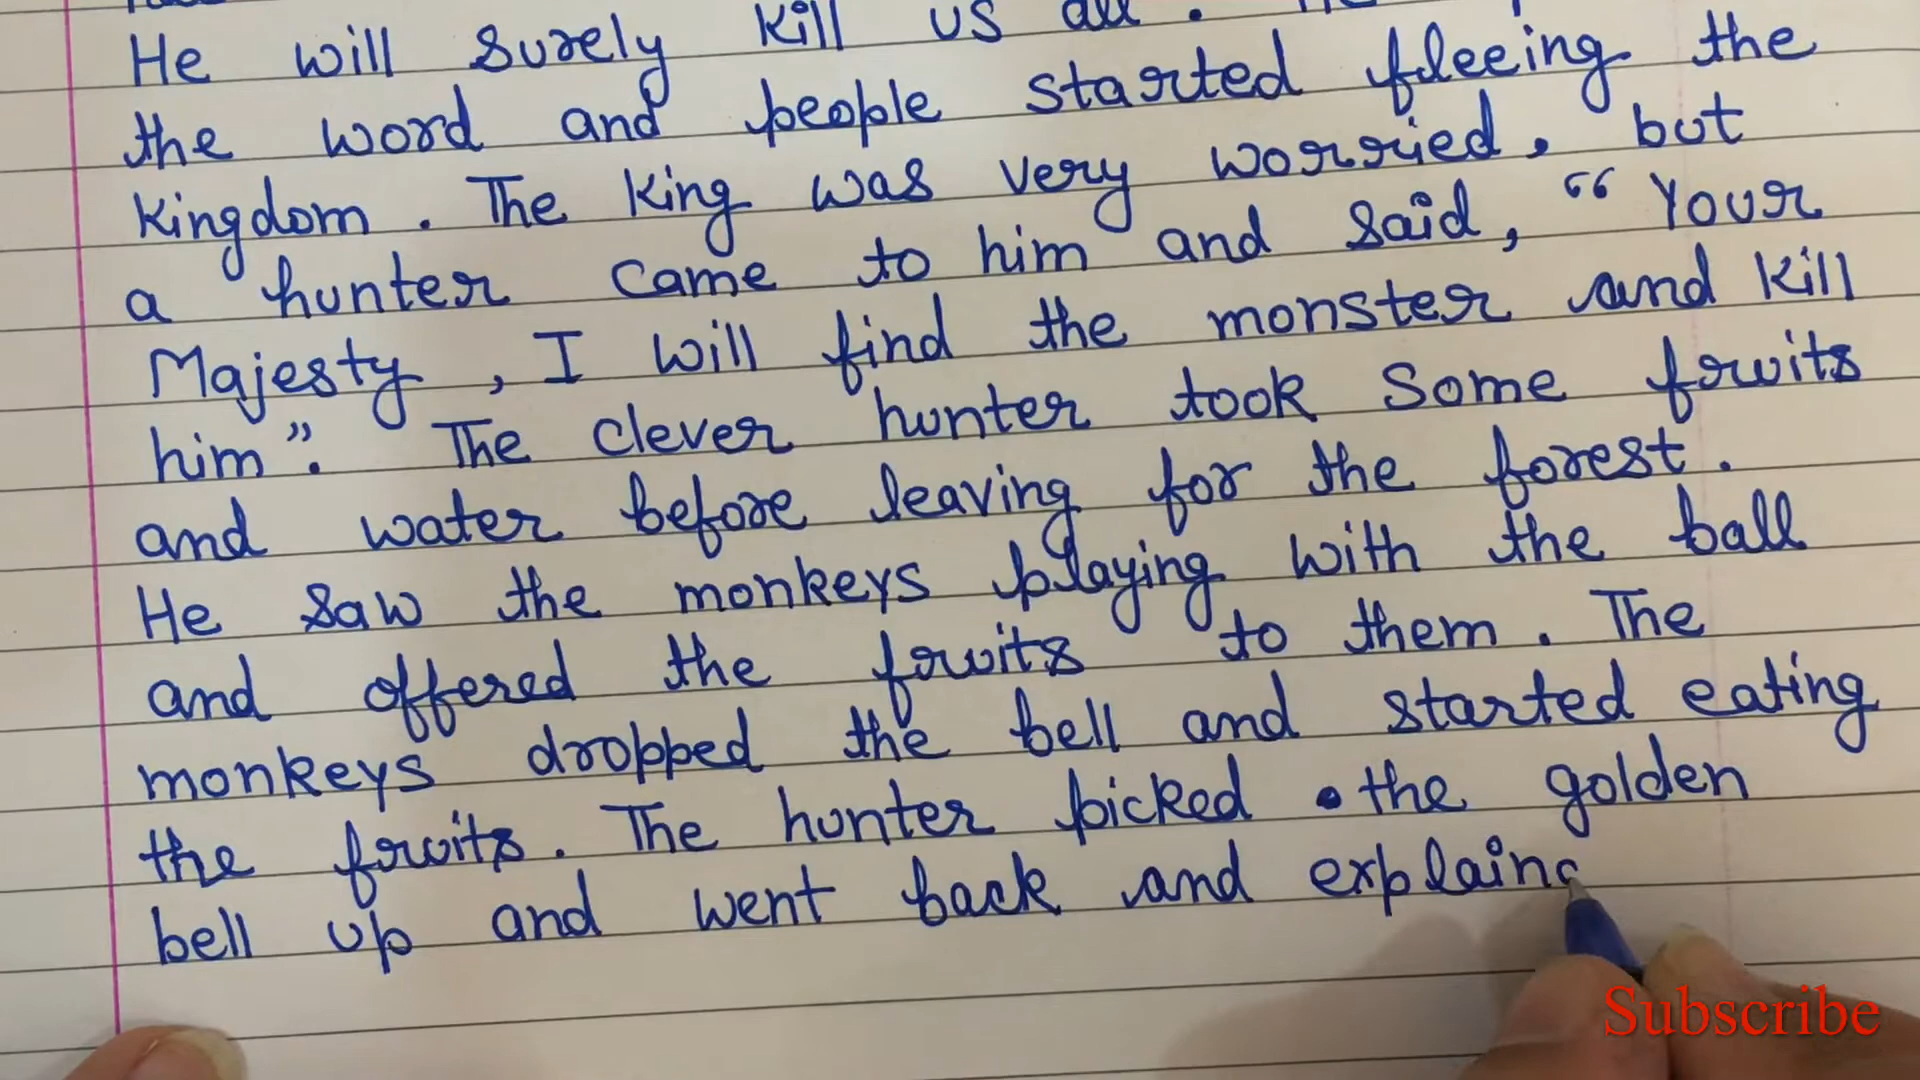 He will surely kill us all.
the word and people started fleeing the
kingdom. The king was very worried, but
a hunter came to him and said, "Your
Majesty, I will find the monster and kill
him". The clever hunter took some fruits
and water before leaving for the forest.
He saw the monkeys playing with the ball
and offered the fruits to them. The
monkeys dropped the bell and started eating
the fruits. The hunter picked the golden
bell up and went back and explain
Subscribe